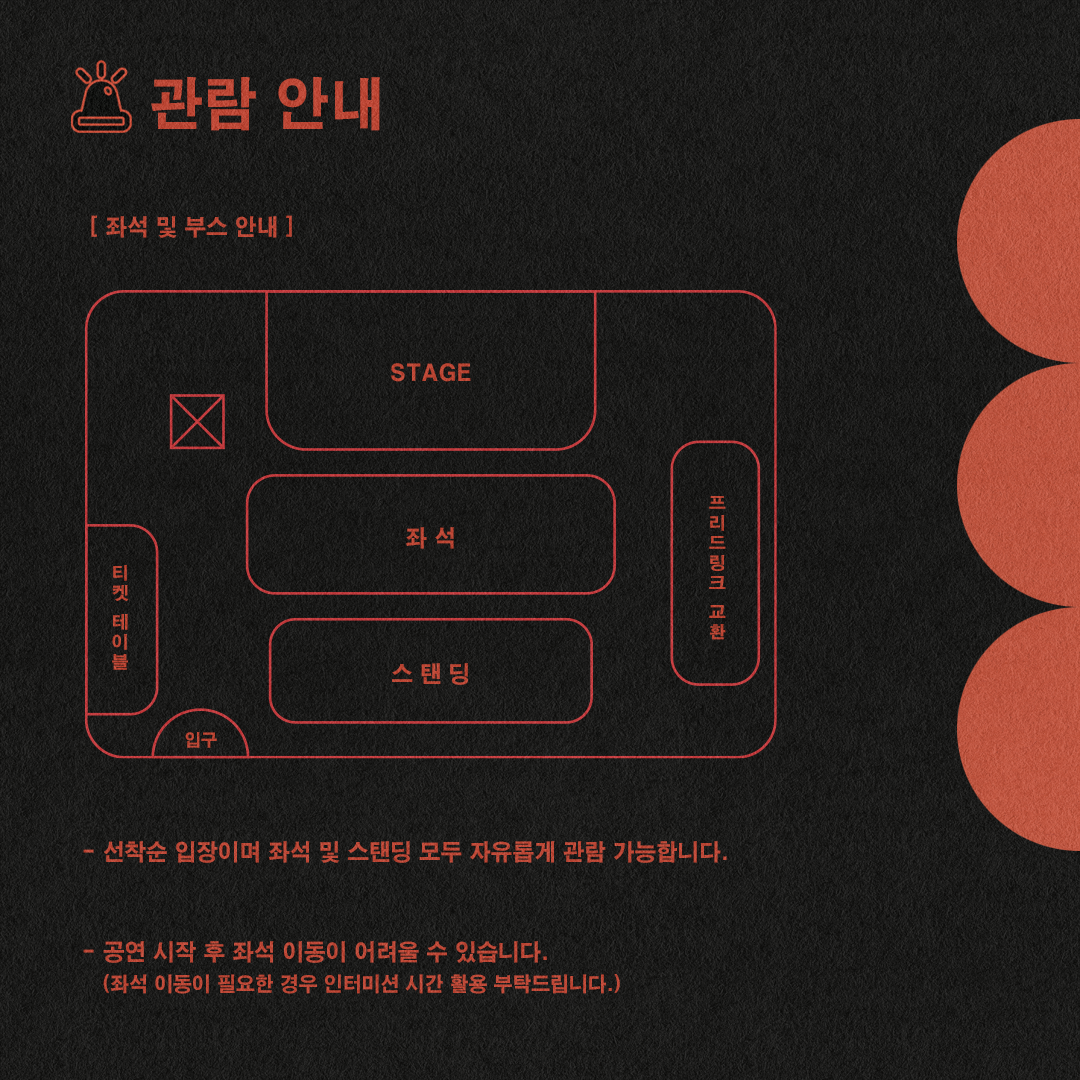 관람 안내
[ 좌석 및 부스 안내 ]
STAGE
좌 석
프리드링크 교환
티켓 테이블
스 탠 딩
입구
- 선착순 입장이며 좌석 및 스탠딩 모두 자유롭게 관람 가능합니다.
- 공연 시작 후 좌석 이동이 어려울 수 있습니다.
(좌석 이동이 필요한 경우 인터미션 시간 활용 부탁드립니다.)